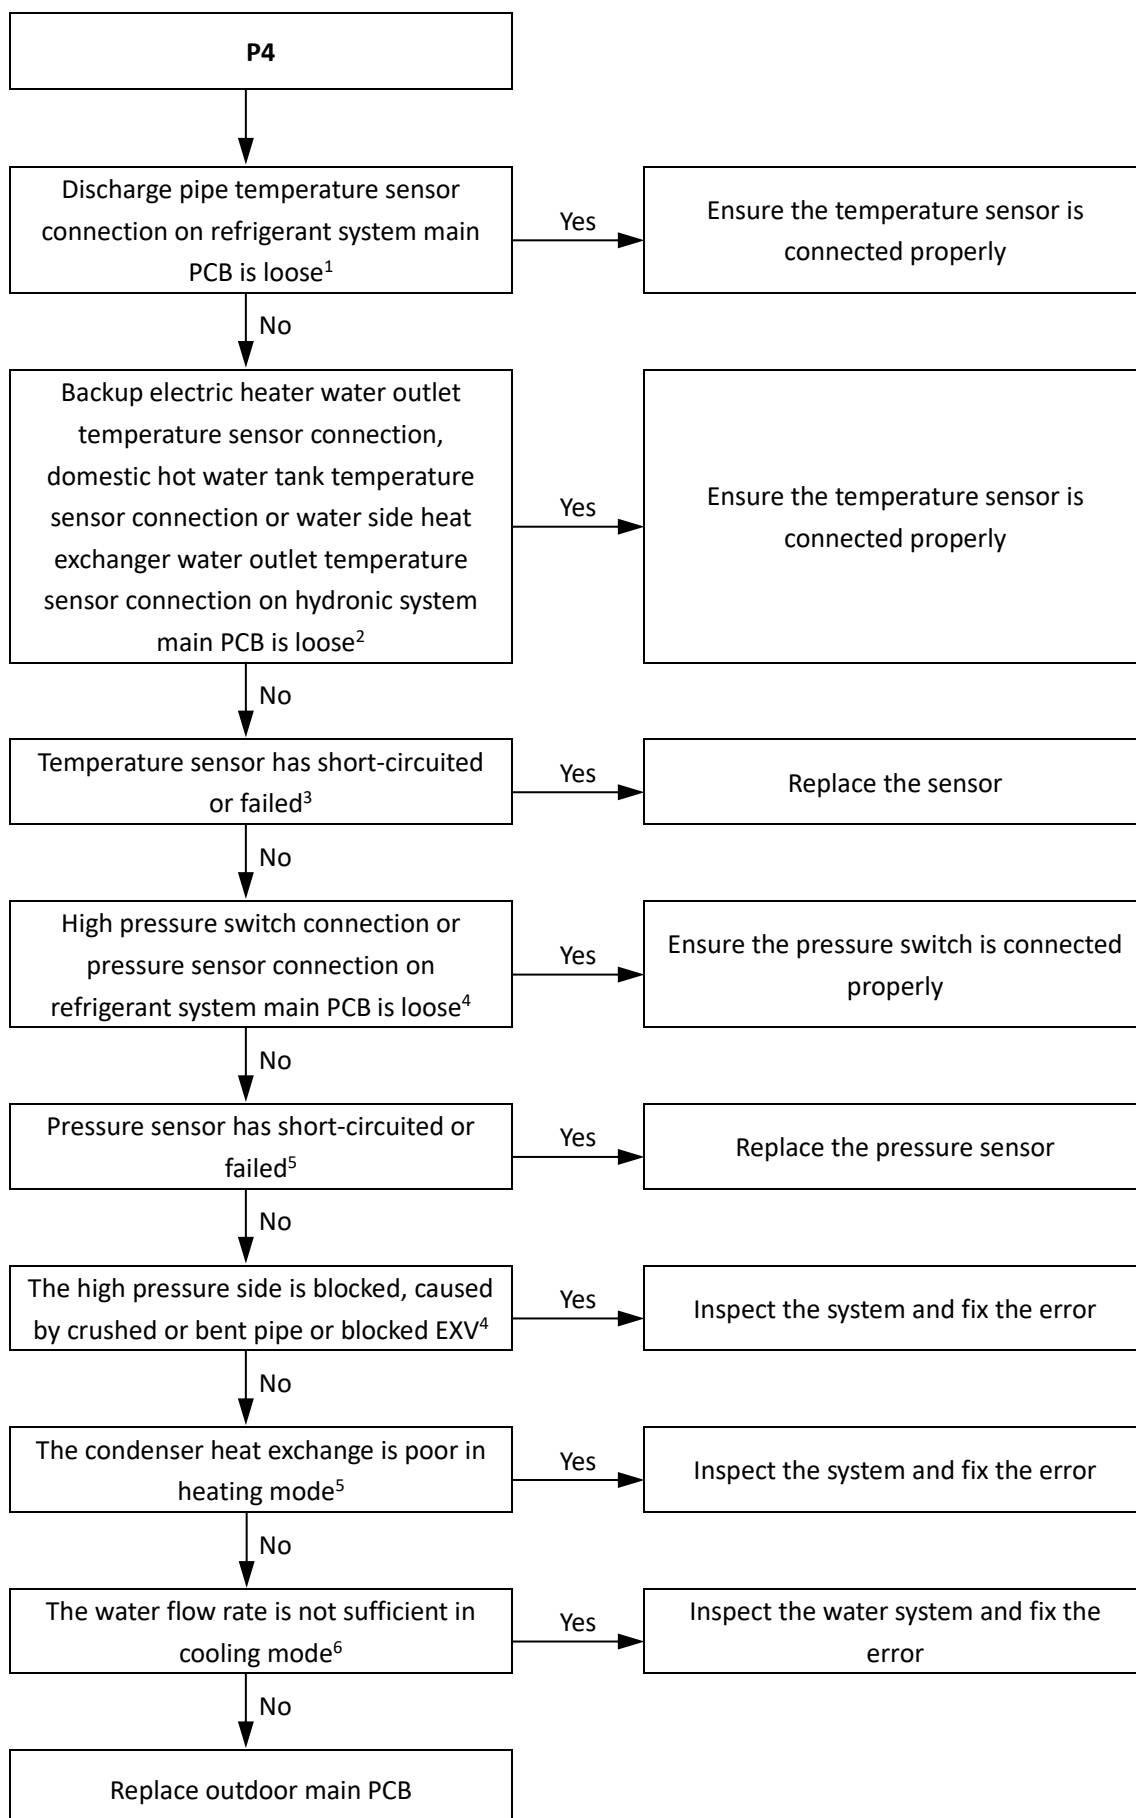 P4
Discharge pipe temperature sensor
connection on refrigerant system main
PCB is loose¹
Yes
Ensure the temperature sensor is
connected properly
No
Backup electric heater water outlet
temperature sensor connection,
domestic hot water tank temperature
sensor connection or water side heat
exchanger water outlet temperature
sensor connection on hydronic system
main PCB is loose²
Yes
Ensure the temperature sensor is
connected properly
No
Temperature sensor has short-circuited
or failed³
Yes
Replace the sensor
No
High pressure switch connection or
pressure sensor connection on
refrigerant system main PCB is loose⁴
Yes
Ensure the pressure switch is connected
properly
No
Pressure sensor has short-circuited or
failed⁵
Yes
Replace the pressure sensor
No
The high pressure side is blocked, caused
by crushed or bent pipe or blocked EXV⁴
Yes
Inspect the system and fix the error
No
The condenser heat exchange is poor in
heating mode⁵
Yes
Inspect the system and fix the error
No
The water flow rate is not sufficient in
cooling mode⁶
Yes
Inspect the water system and fix the
error
No
Replace outdoor main PCB